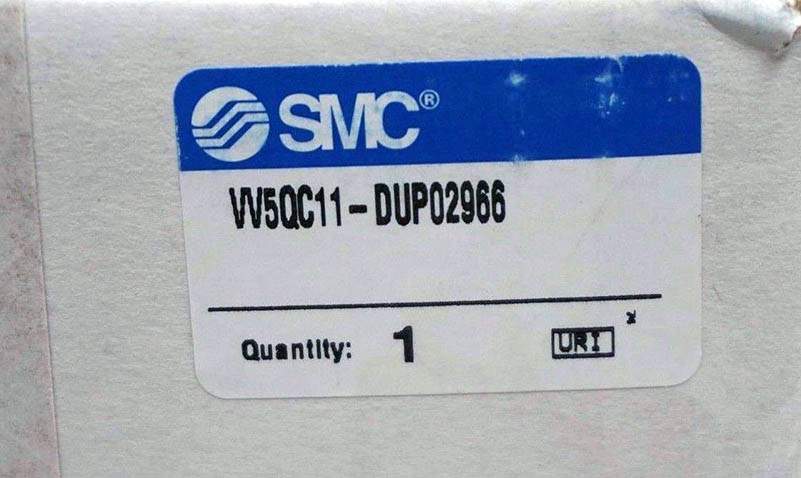 SMC®
VV5QC11-DUP02966
Quantity: 1 URI x